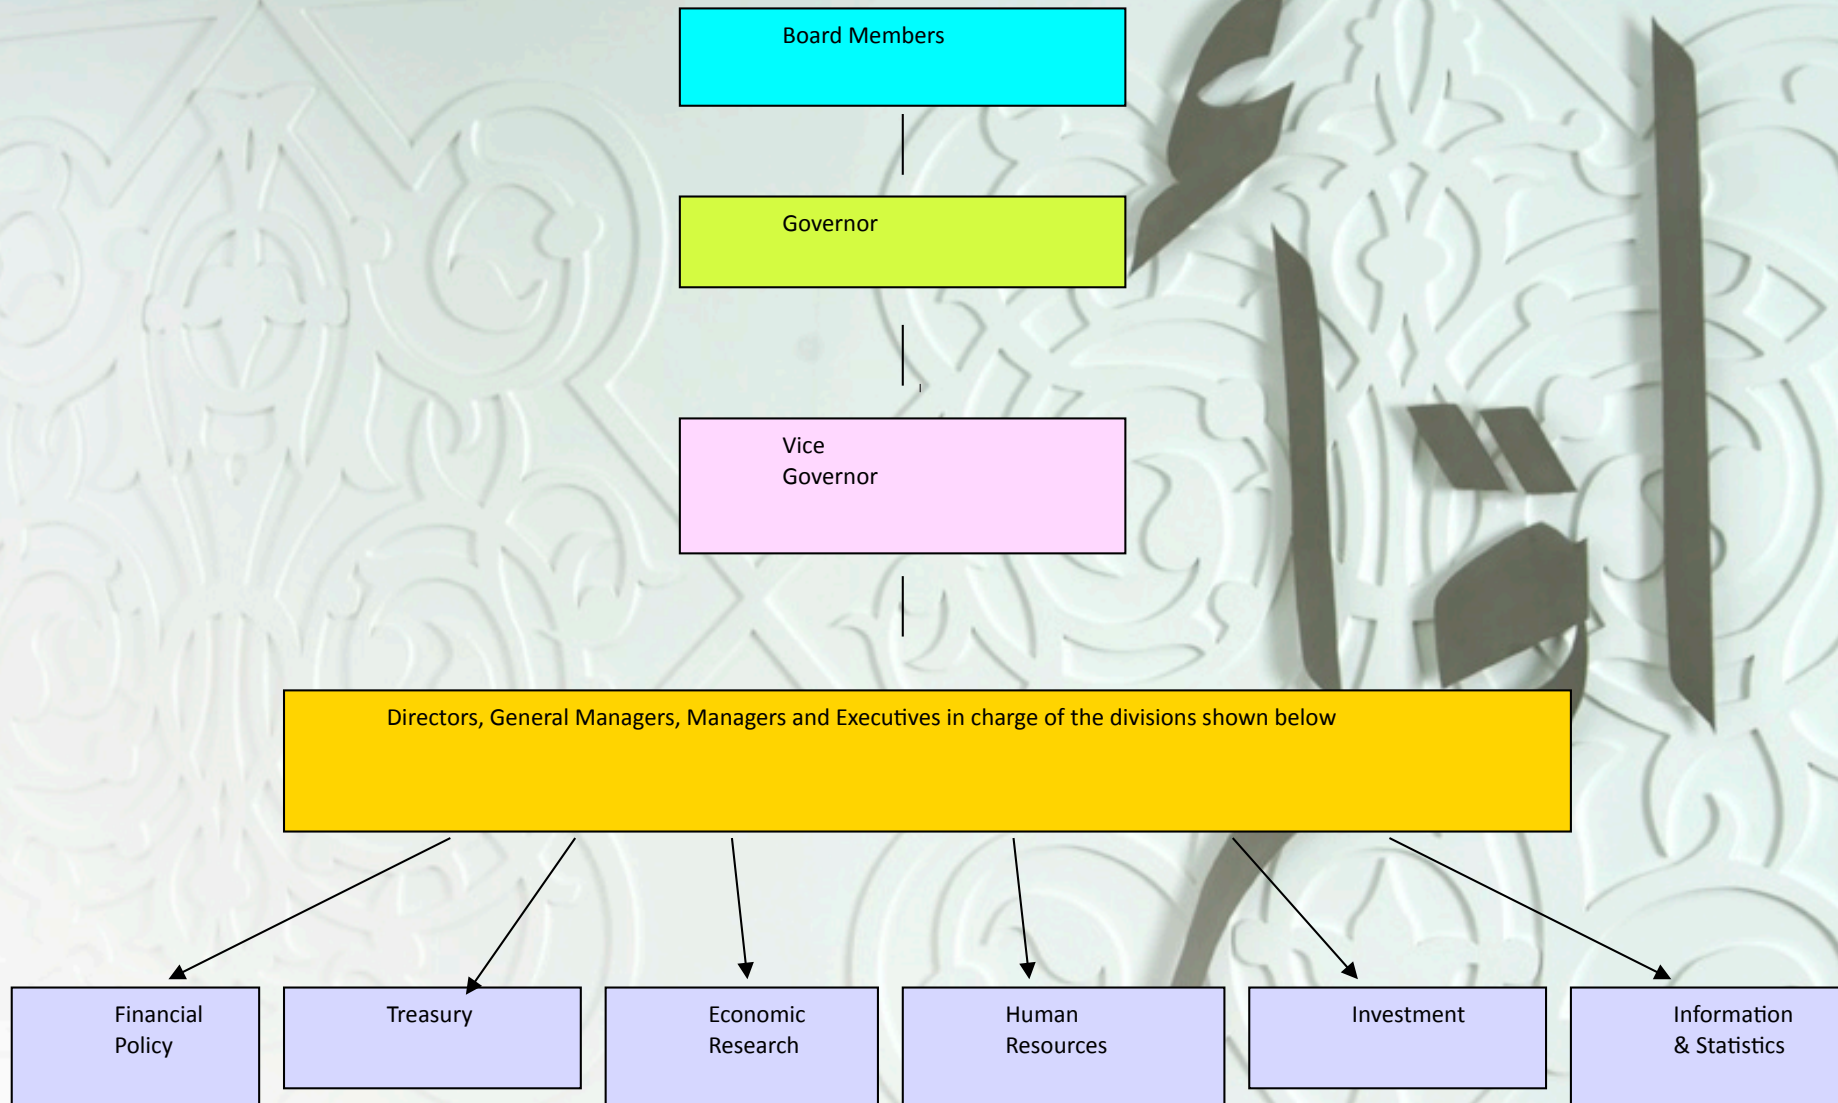 Board Members
Governor
Vice
Governor
Directors, General Managers, Managers and Executives in charge of the divisions shown below
Financial
Policy
Treasury
Economic
Research
Human
Resources
Investment
Information
& Statistics